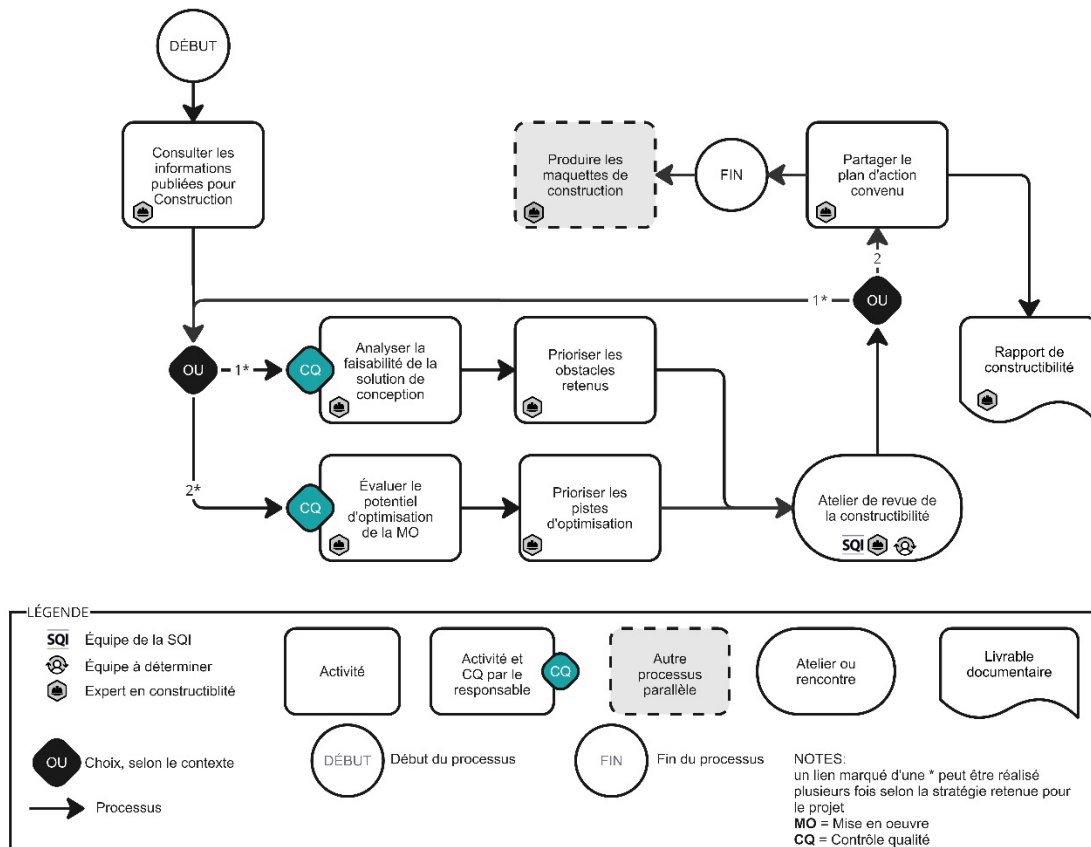 DÉBUT
Consulter les
informations
publiées pour
Construction
Produire les
maquettes de
construction
FIN
Partager le
plan d'action
convenu
2
OU
1*
Rapport de
constructibilité
OU
1*
CQ
Analyser la
faisabilité de la
solution de
conception
Prioriser les
obstacles
retenus
2*
CQ
Évaluer le
potentiel
d'optimisation
de la MO
Prioriser les
pistes
d'optimisation
Atelier de revue de
la constructibilité
SQI
LÉGENDE
SQI Équipe de la SQI
Équipe à déterminer
Expert en constructiblité
Activité
Activité et
CQ par le
responsable
CQ
Autre
processus
parallèle
Atelier ou
rencontre
Livrable
documentaire
OU Choix, selon le contexte
Processus
DÉBUT Début du processus
FIN Fin du processus
NOTES:
un lien marqué d'une * peut être réalisé
plusieurs fois selon la stratégie retenue pour
le projet
MO = Mise en oeuvre
CQ = Contrôle qualité